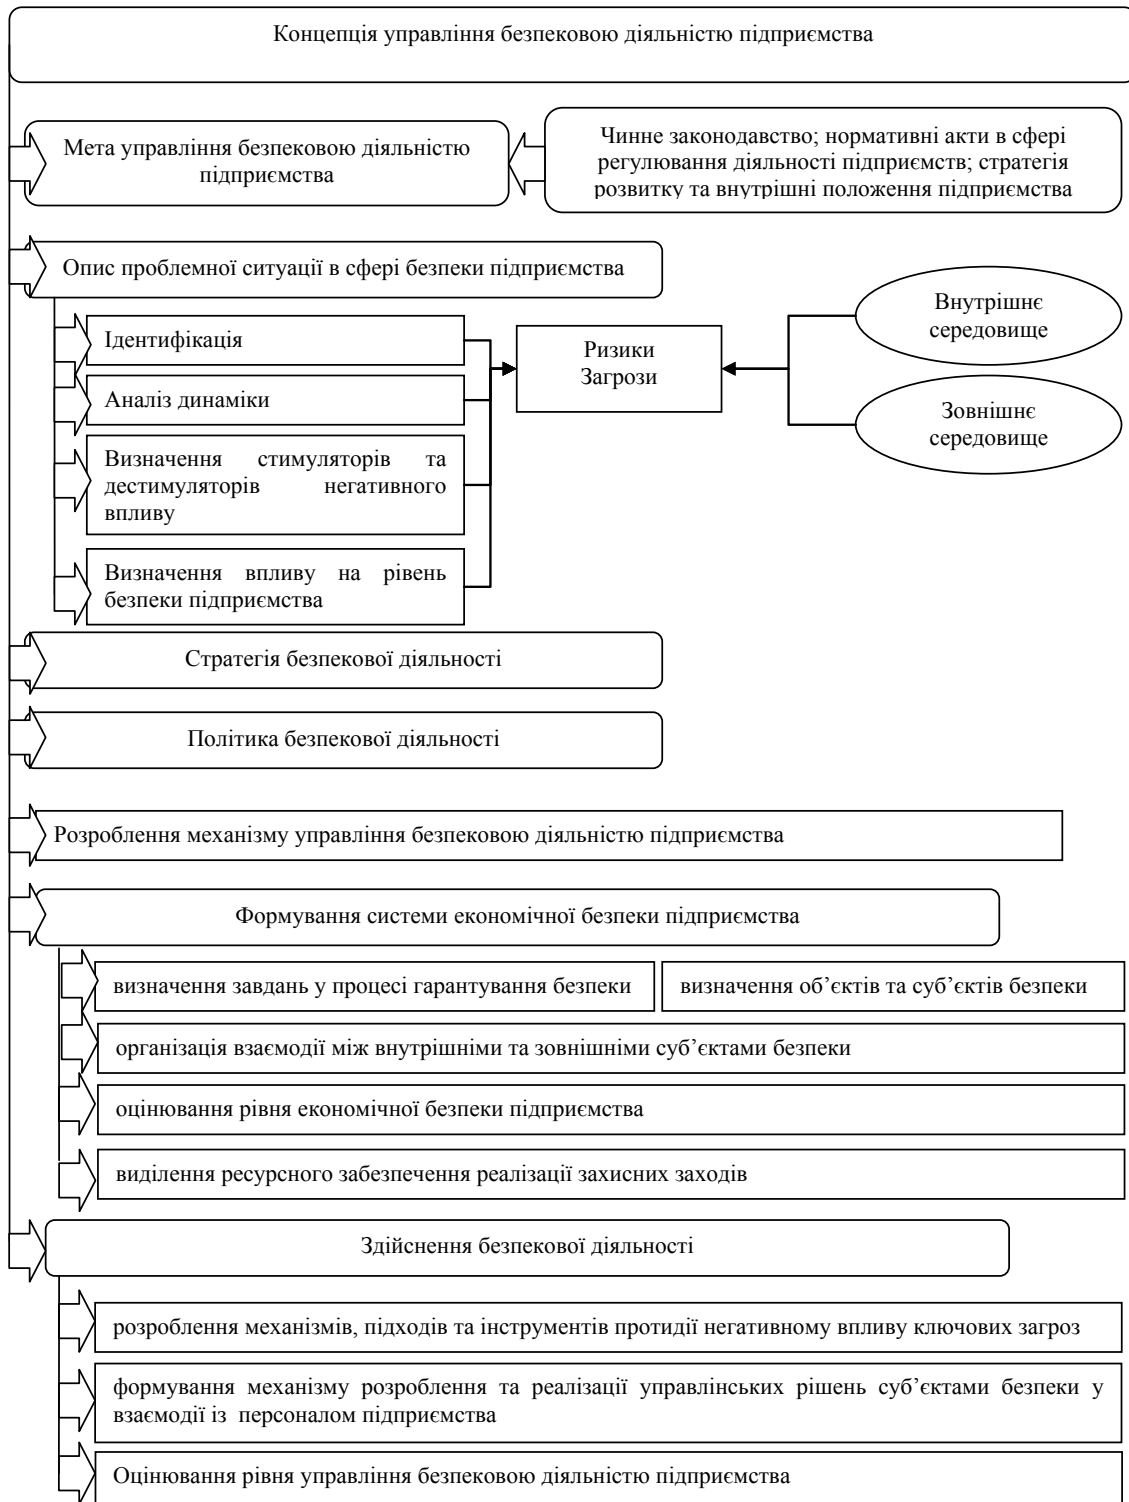 Концепція управління безпековою діяльністю підприємства
Мета управління безпековою діяльністю
підприємства
Чинне законодавство; нормативні акти в сфері
регулювання діяльності підприємств; стратегія
розвитку та внутрішні положення підприємства
Опис проблемної ситуації в сфері безпеки підприємства
Ідентифікація
Аналіз динаміки
Визначення стимуляторів та
дестимуляторів негативного
впливу
Визначення впливу на рівень
безпеки підприємства
Ризики
Загрози
Внутрішнє
середовище
Зовнішнє
середовище
Стратегія безпекової діяльності
Політика безпекової діяльності
Розроблення механізму управління безпековою діяльністю підприємства
Формування системи економічної безпеки підприємства
визначення завдань у процесі гарантування безпеки
визначення об’єктів та суб’єктів безпеки
організація взаємодії між внутрішніми та зовнішніми суб’єктами безпеки
оцінювання рівня економічної безпеки підприємства
виділення ресурсного забезпечення реалізації захисних заходів
Здійснення безпекової діяльності
розроблення механізмів, підходів та інструментів протидії негативному впливу ключових загроз
формування механізму розроблення та реалізації управлінських рішень суб’єктами безпеки у
взаємодії із персоналом підприємства
Оцінювання рівня управління безпековою діяльністю підприємства